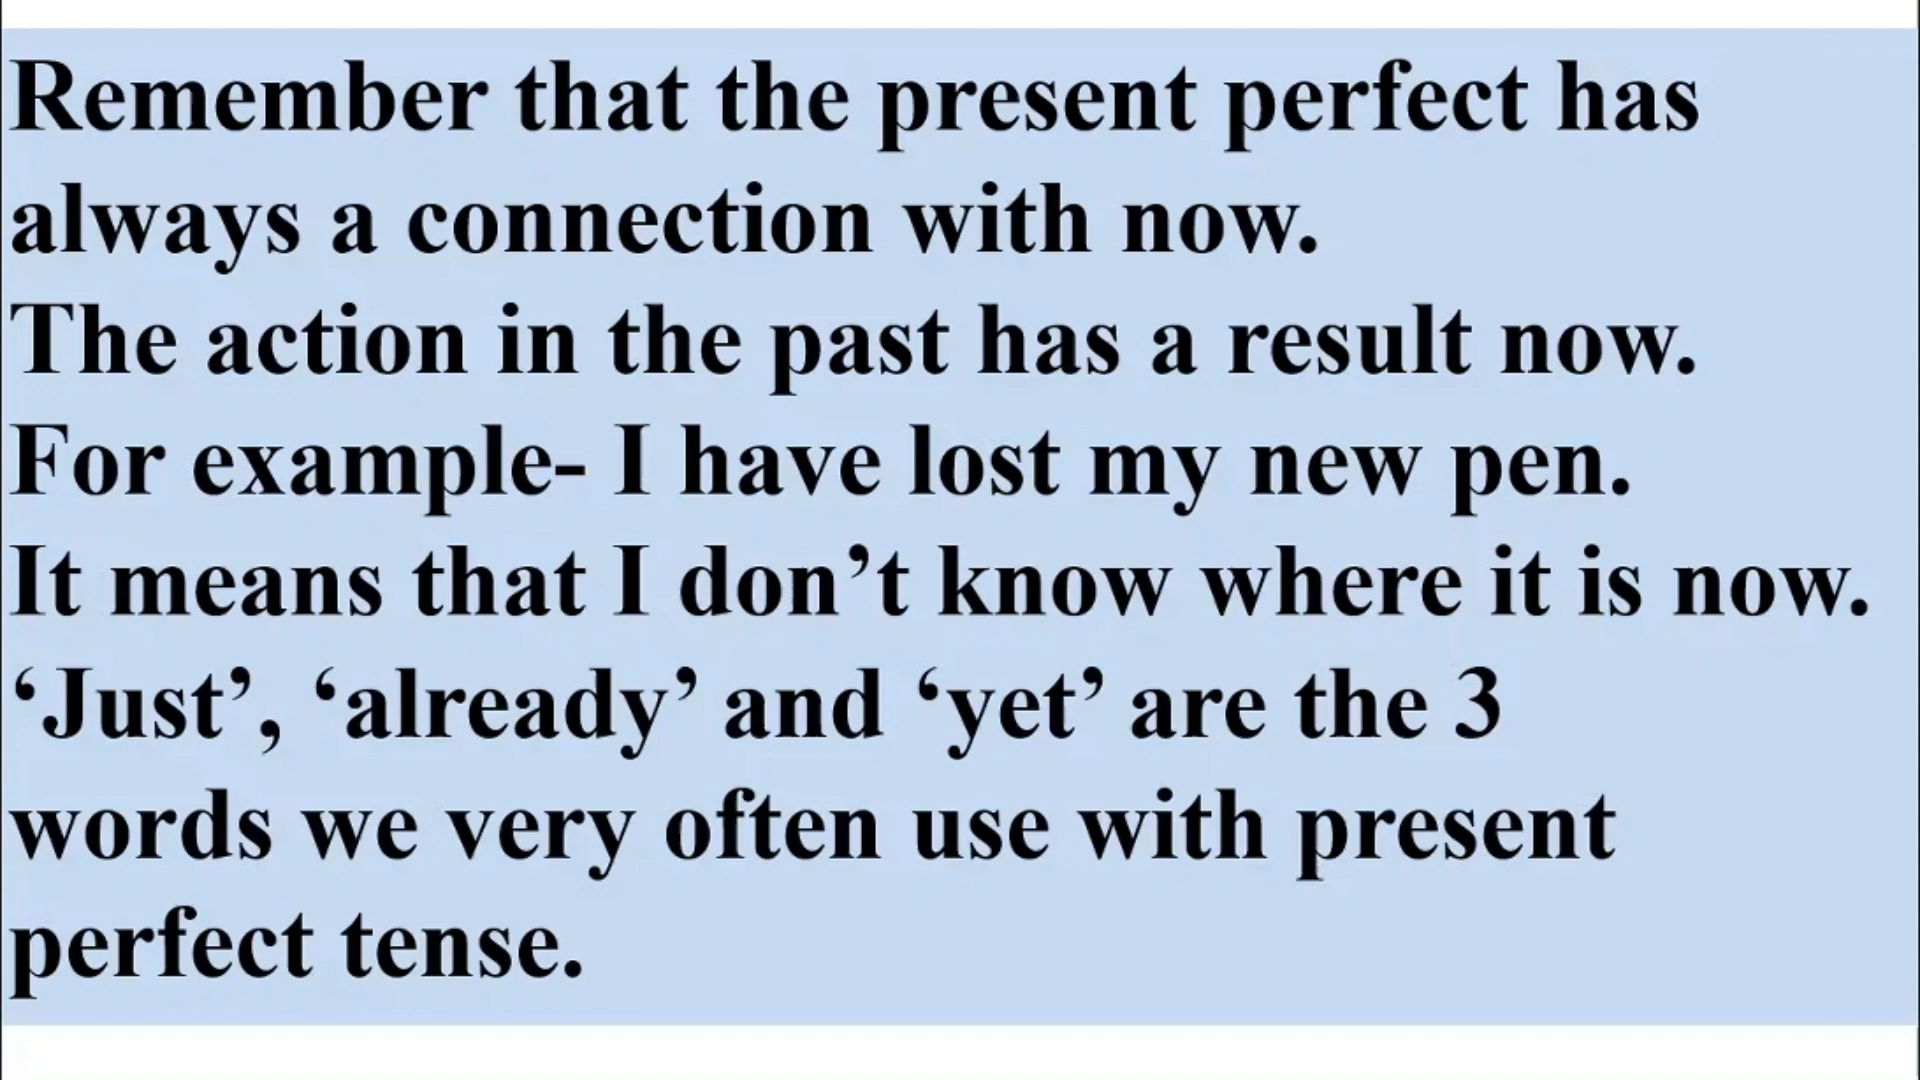 Remember that the present perfect has
always a connection with now.
The action in the past has a result now.
For example- I have lost my new pen.
It means that I don’t know where it is now.
‘Just’, ‘already’ and ‘yet’ are the 3
words we very often use with present
perfect tense.